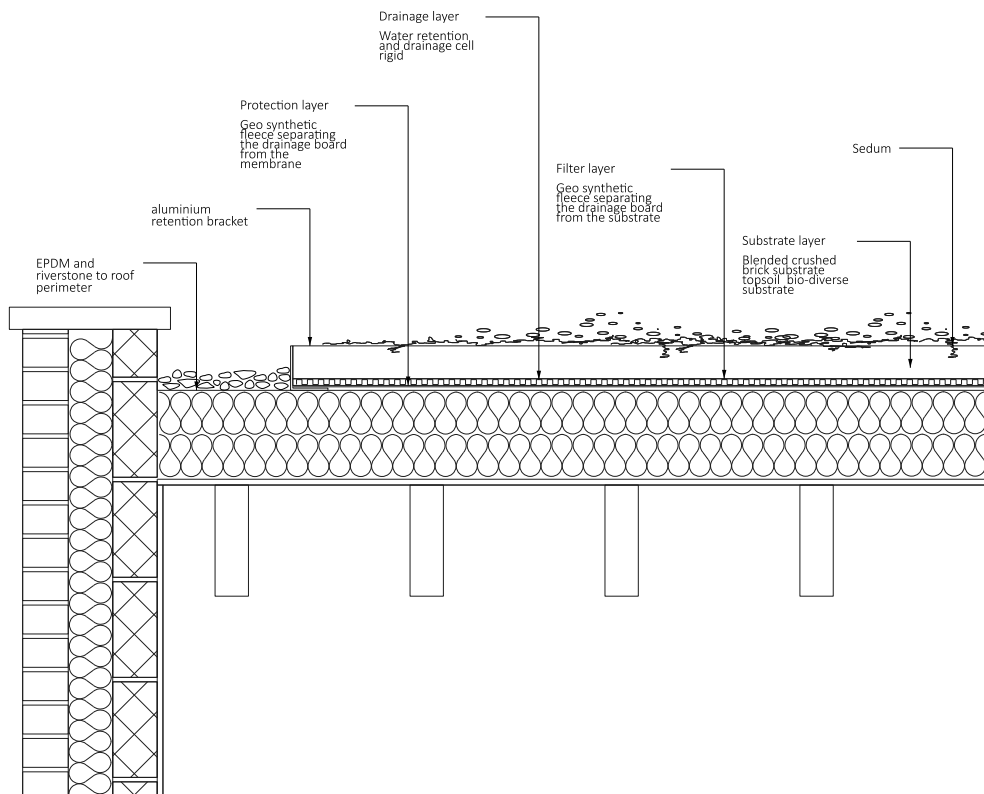 Drainage layer
Water retention
and drainage cell
rigid
Protection layer
Geo synthetic
fleece separating
the drainage board
from the
membrane
Sedum
Filter layer
Geo synthetic
fleece separating
the drainage board
from the substrate
aluminium
retention bracket
Substrate layer
Blended crushed
brick substrate
topsoil bio-diverse
substrate
EPDM and
riverstone to roof
perimeter